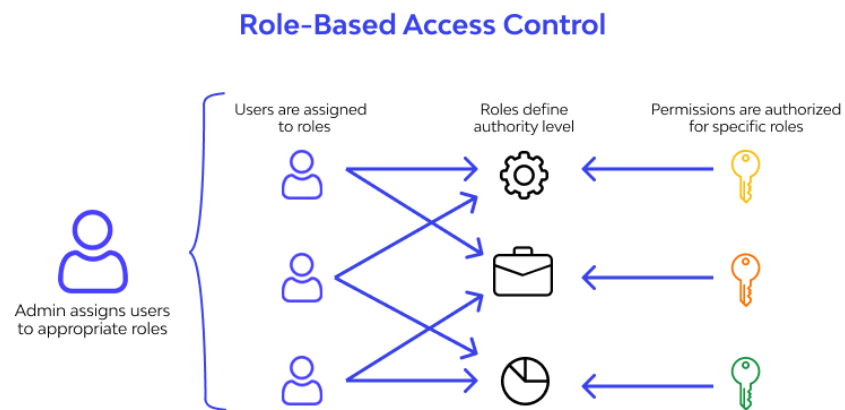 Role-Based Access Control
Users are assigned
to roles
Roles define
authority level
Permissions are authorized
for specific roles
Admin assigns users
to appropriate roles